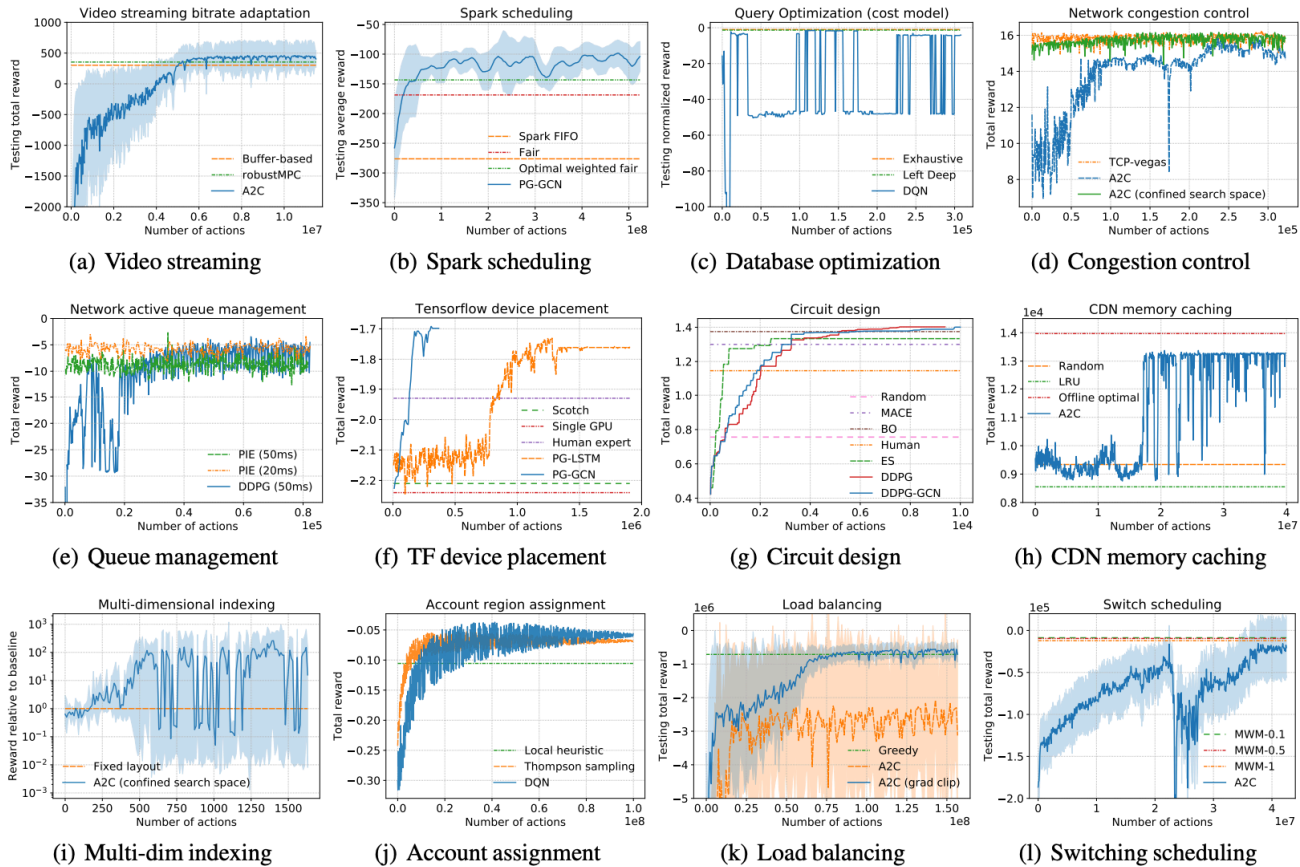 Video streaming bitrate adaptation
Testing total reward
1000
500
0
−500
−1000
−1500
2000
Buffer-based
robustMPC
A2C
0.0 0.2 0.4 0.6 0.8 1.0
1e7
Number of actions
(a) Video streaming
Spark scheduling
Testing average reward
−50
−100
−150
−200
−250
−300
−350
Spark FIFO
Fair
Optimal weighted fair
PG-GCN
0 1 2 3 4 5
1e8
Number of actions
(b) Spark scheduling
Query Optimization (cost model)
Testing normalized reward
0
−20
−40
−60
−80
−100
Exhaustive
Left Deep
DQN
0.0 0.5 1.0 1.5 2.0 2.5 3.0
1e5
Number of actions
(c) Database optimization
Network congestion control
Total reward
16
14
12
10
8
TCP-vegas
A2C
A2C (confined search space)
0.0 0.5 1.0 1.5 2.0 2.5 3.0
1e5
Number of actions
(d) Congestion control
Network active queue management
Total reward
−5
−10
−15
−20
−25
−30
−35
PIE (50ms)
PIE (20ms)
DDPG (50ms)
0.0 0.2 0.4 0.6 0.8
1e5
Number of actions
(e) Queue management
Tensorflow device placement
Total reward
−1.7
−1.8
−1.9
−2.0
−2.1
−2.2
Scotch
Single GPU
Human expert
PG-LSTM
PG-GCN
0.0 0.5 1.0 1.5 2.0
1e6
Number of actions
(f) TF device placement
Circuit design
Total reward
1.4
1.2
1.0
0.8
0.6
0.4
Random
MACE
BO
Human
ES
DDPG
DDPG-GCN
0.0 0.2 0.4 0.6 0.8 1.0
1e4
Number of actions
(g) Circuit design
CDN memory caching
1e4
Total reward
1.4
1.3
1.2
1.1
1.0
0.9
0.8
Random
LRU
Offline optimal
A2C
0 1 2 3 4
1e7
Number of actions
(h) CDN memory caching
Multi-dimensional indexing
Reward relative to baseline
10³
10²
10¹
10⁰
10⁻¹
10⁻²
10⁻³
Fixed layout
A2C (confined search space)
0 250 500 750 1000 1250 1500
Number of actions
(i) Multi-dim indexing
Account region assignment
Total reward
−0.05
−0.10
−0.15
−0.20
−0.25
−0.30
Local heuristic
Thompson sampling
DQN
0.0 0.2 0.4 0.6 0.8 1.0
1e8
Number of actions
(j) Account assignment
Load balancing
1e6
Testing total reward
0
−1
−2
−3
−4
5
Greedy
A2C
A2C (grad clip)
0.00 0.25 0.50 0.75 1.00 1.25 1.50
1e8
Number of actions
(k) Load balancing
Switch scheduling
1e5
Testing total reward
0.0
−0.5
−1.0
−1.5
−2.0
MWM-0.1
MWM-0.5
MWM-1
A2C
0 1 2 3 4
1e7
Number of actions
(l) Switching scheduling